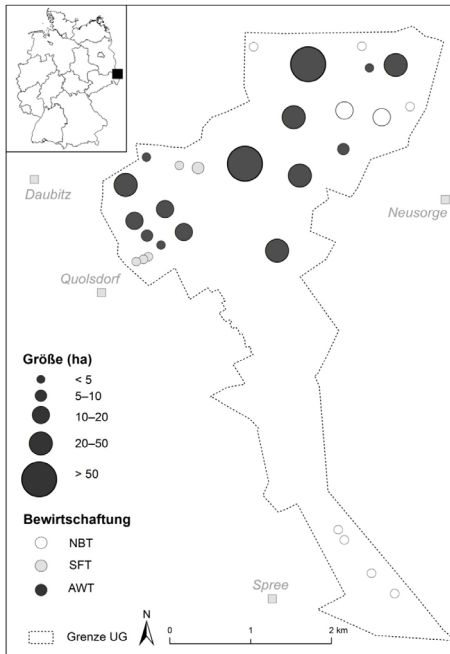 Daubitz
Neusorge
Quolsdorf
Größe (ha)
< 5
5–10
10–20
20–50
> 50
Bewirtschaftung
NBT
SFT
AWT
Spree
Grenze UG
N
0 1 2 km